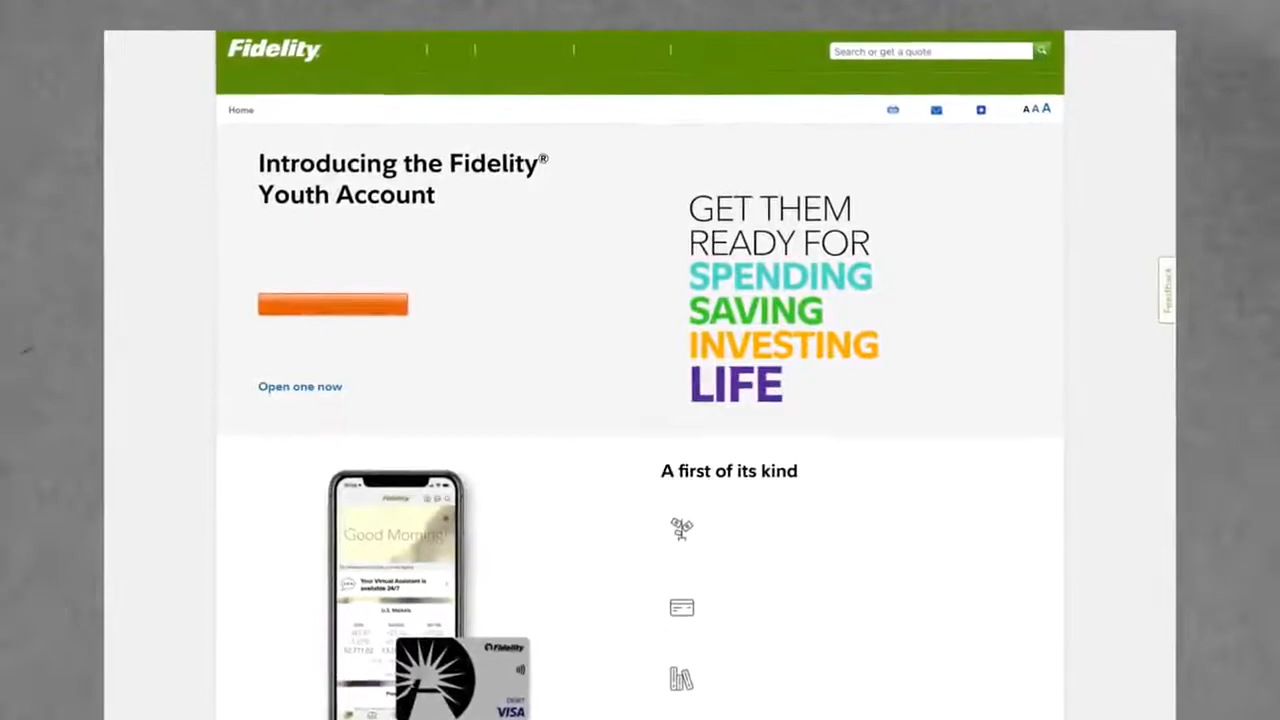 Fidelity
Search or get a quote
Home
A A A
Introducing the Fidelity®
Youth Account
GET THEM
READY FOR
SPENDING
SAVING
INVESTING
LIFE
Feedback
Open one now
A first of its kind
Fidelity
Good Morning!
Your Virtual Assistant is
available 24/7
U.S. Markets
Fidelity
DEBIT
VISA